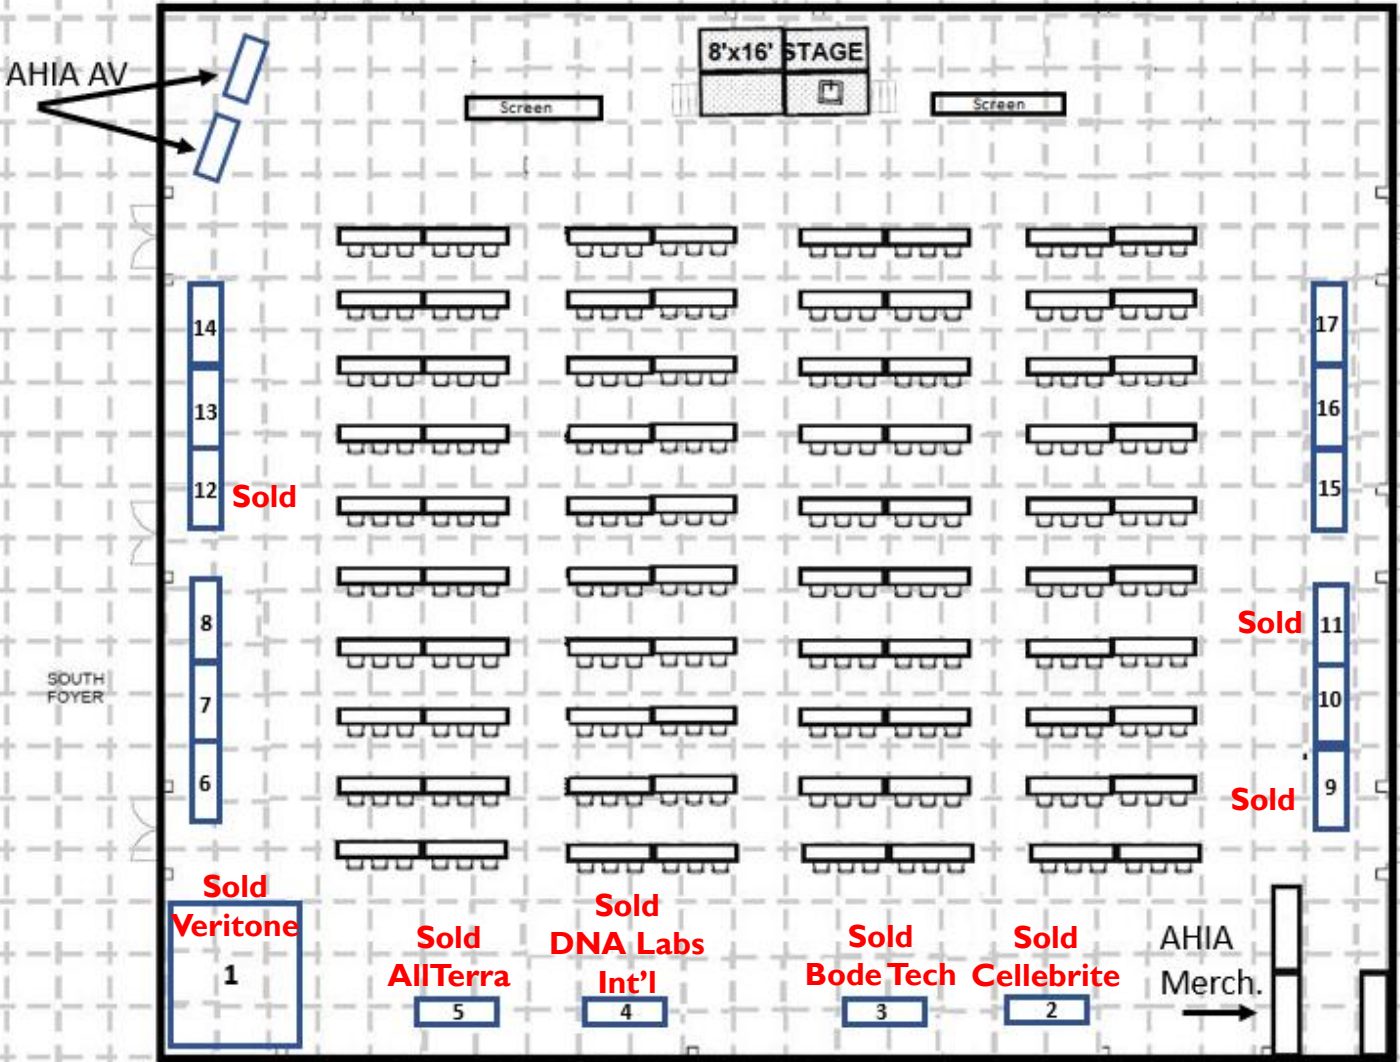 8'x16' STAGE
AHIA AV
Screen
Screen
14
17
13
16
12
Sold
15
8
Sold
11
SOUTH
FOYER
7
10
6
Sold
9
Sold
Veritone
1
Sold
AllTerra
5
Sold
DNA Labs
Int'l
4
Sold
Bode Tech
3
Sold
Cellebrite
2
AHIA
Merch.